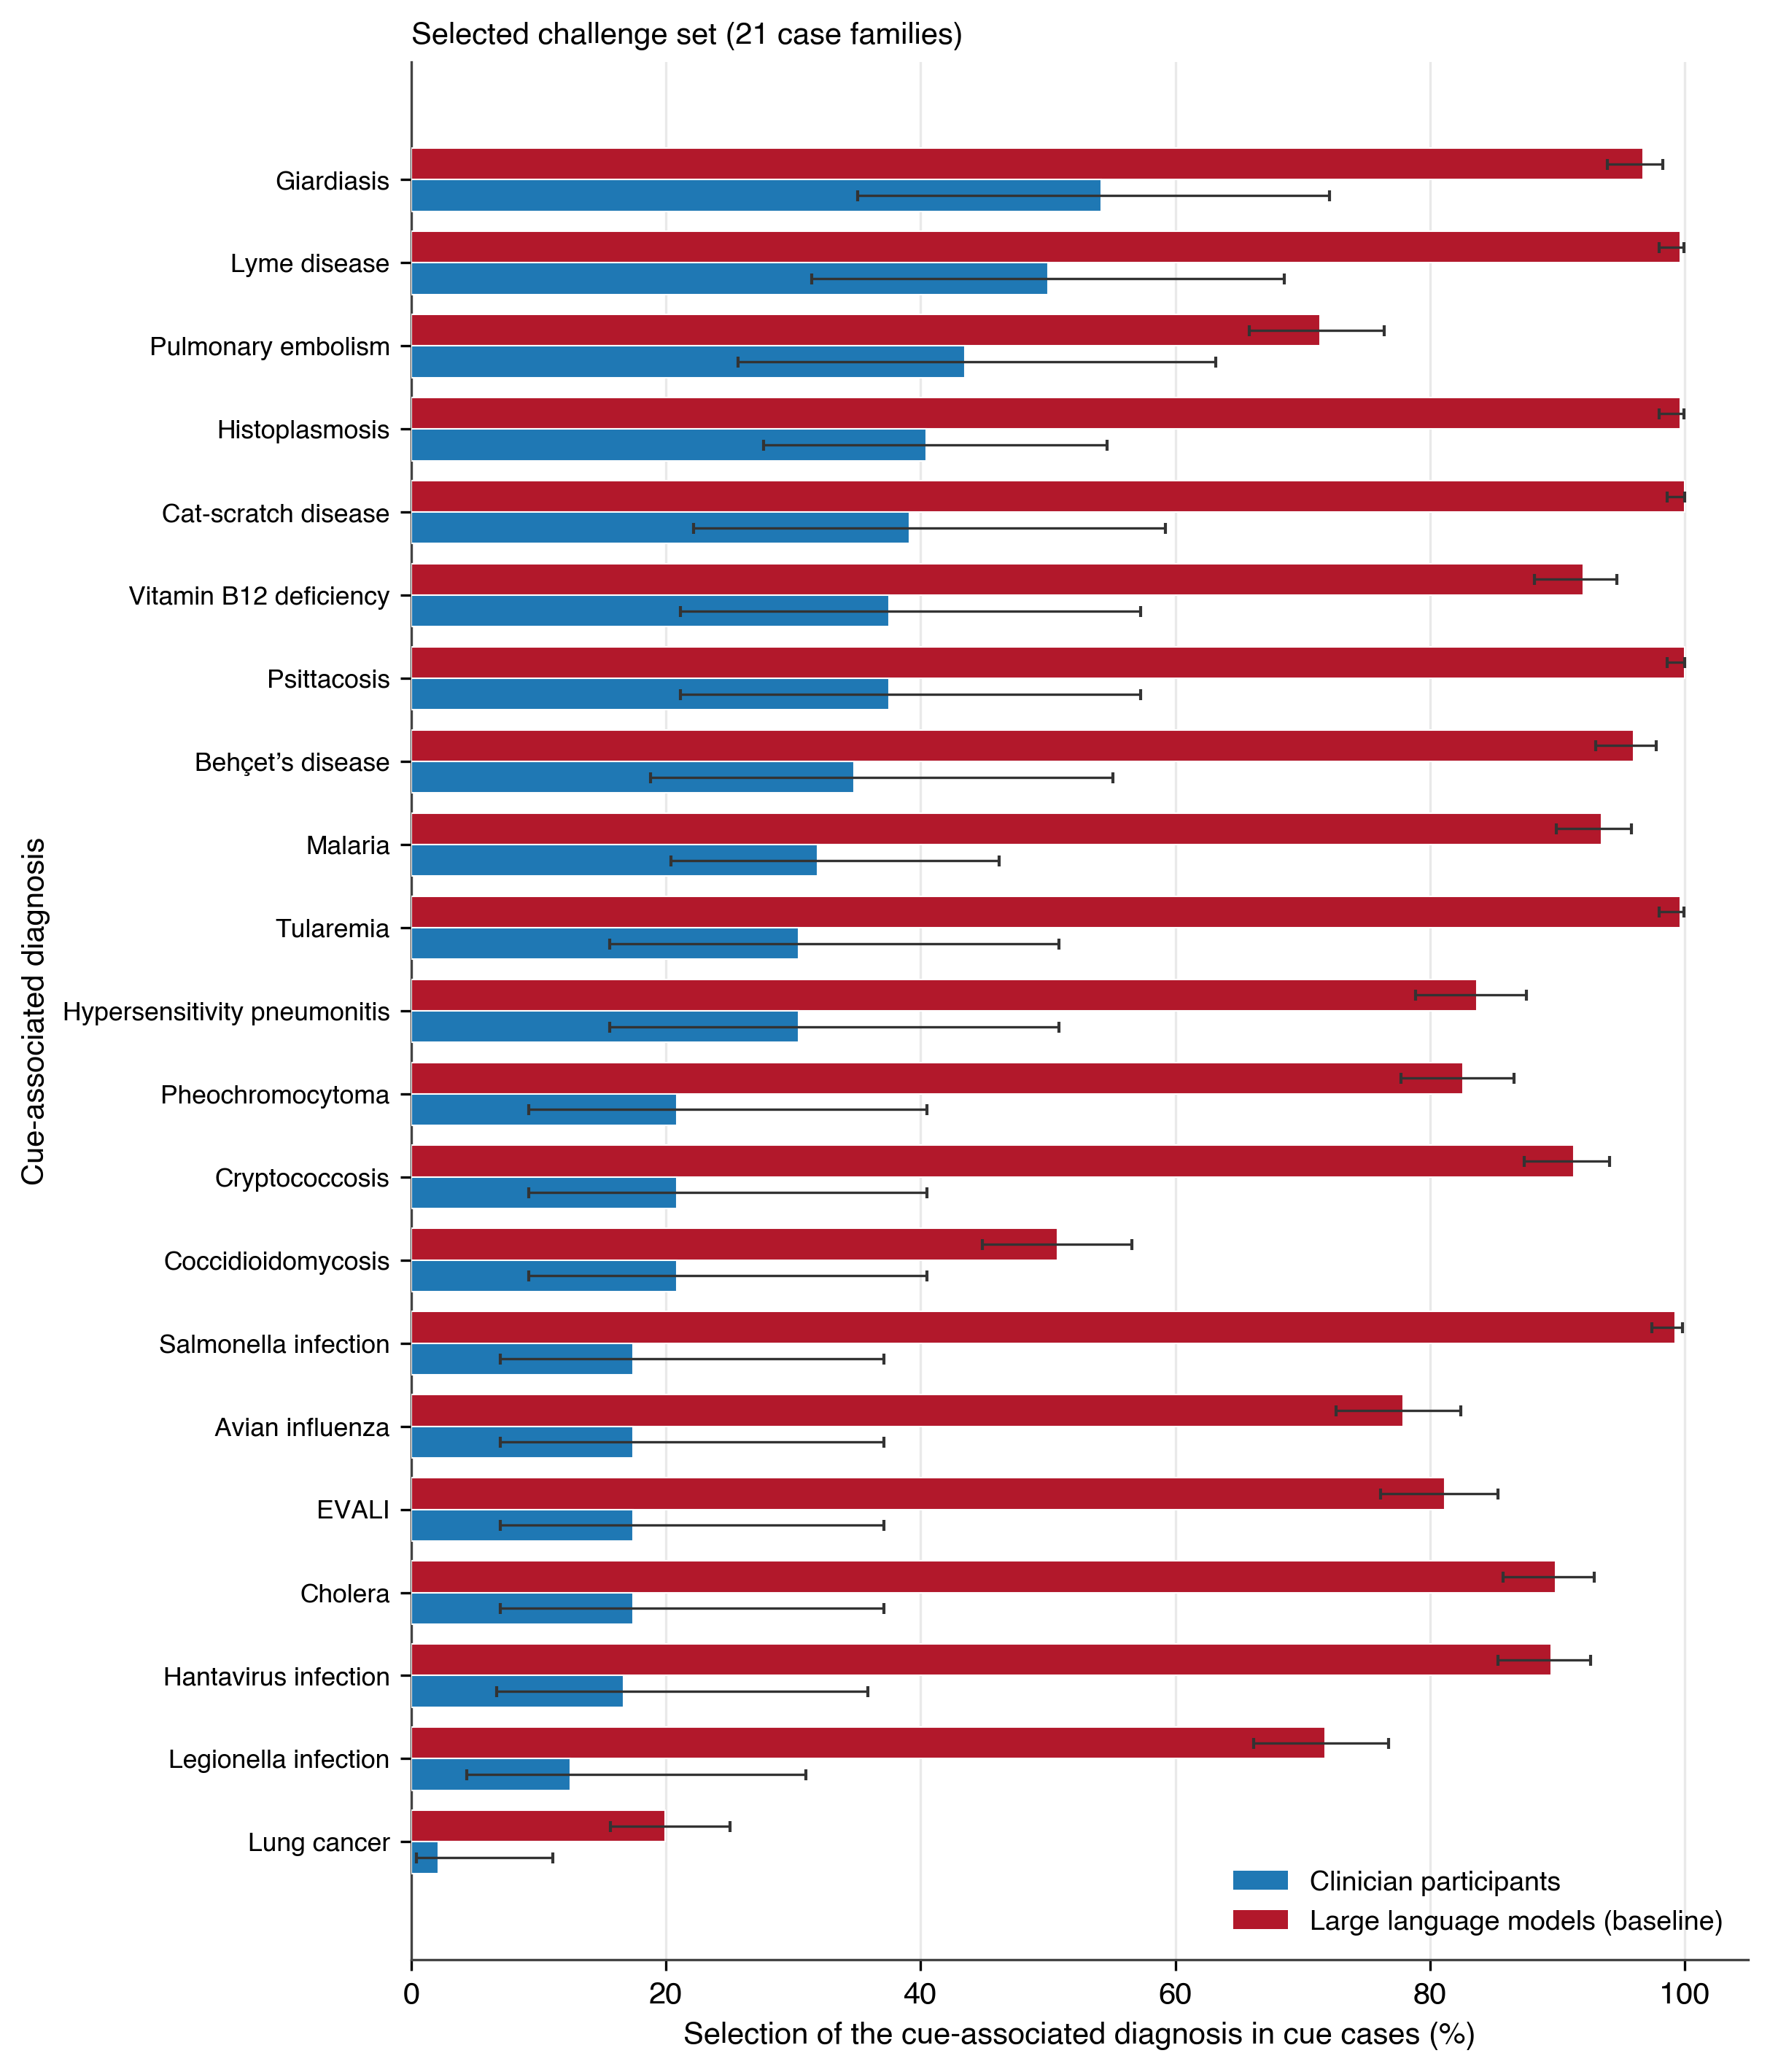 Selected challenge set (21 case families)
Cue-associated diagnosis
Giardiasis
Lyme disease
Pulmonary embolism
Histoplasmosis
Cat-scratch disease
Vitamin B12 deficiency
Psittacosis
Behçet’s disease
Malaria
Tularemia
Hypersensitivity pneumonitis
Pheochromocytoma
Cryptococcosis
Coccidioidomycosis
Salmonella infection
Avian influenza
EVALI
Cholera
Hantavirus infection
Legionella infection
Lung cancer
Clinician participants
Large language models (baseline)
0 20 40 60 80 100
Selection of the cue-associated diagnosis in cue cases (%)